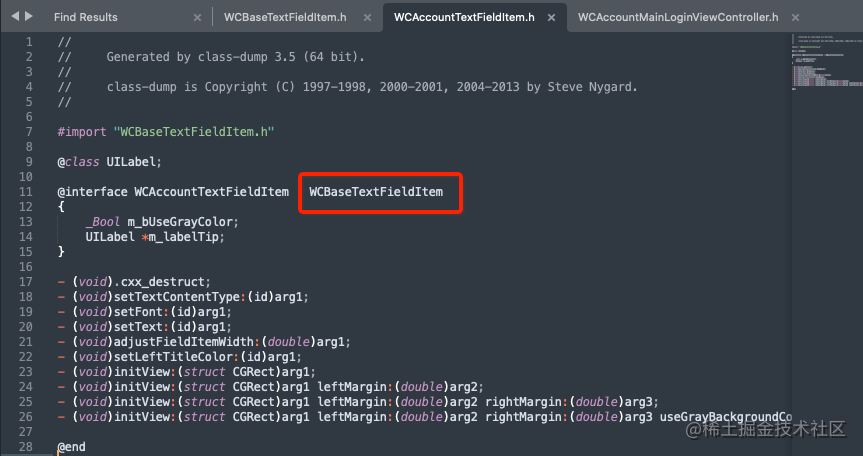 Find Results × WCBaseTextFieldItem.h × WCAccountTextFieldItem.h × WCAccountMainLoginViewController.h ×
1 //
2 //     Generated by class-dump 3.5 (64 bit).
3 //
4 //     class-dump is Copyright (C) 1997-1998, 2000-2001, 2004-2013 by Steve Nygard.
5 //
6
7 #import "WCBaseTextFieldItem.h"
8
9 @class UILabel;
10
11 @interface WCAccountTextFieldItem   WCBaseTextFieldItem
12 {
13     _Bool m_bUseGrayColor;
14     UILabel *m_labelTip;
15 }
16
17 - (void).cxx_destruct;
18 - (void)setTextContentType:(id)arg1;
19 - (void)setFont:(id)arg1;
20 - (void)setText:(id)arg1;
21 - (void)adjustFieldItemWidth:(double)arg1;
22 - (void)setLeftTitleColor:(id)arg1;
23 - (void)initView:(struct CGRect)arg1;
24 - (void)initView:(struct CGRect)arg1 leftMargin:(double)arg2;
25 - (void)initView:(struct CGRect)arg1 leftMargin:(double)arg2 rightMargin:(double)arg3;
26 - (void)initView:(struct CGRect)arg1 leftMargin:(double)arg2 rightMargin:(double)arg3 useGrayBackgroundCo
27
28 @end
@稀土掘金技术社区